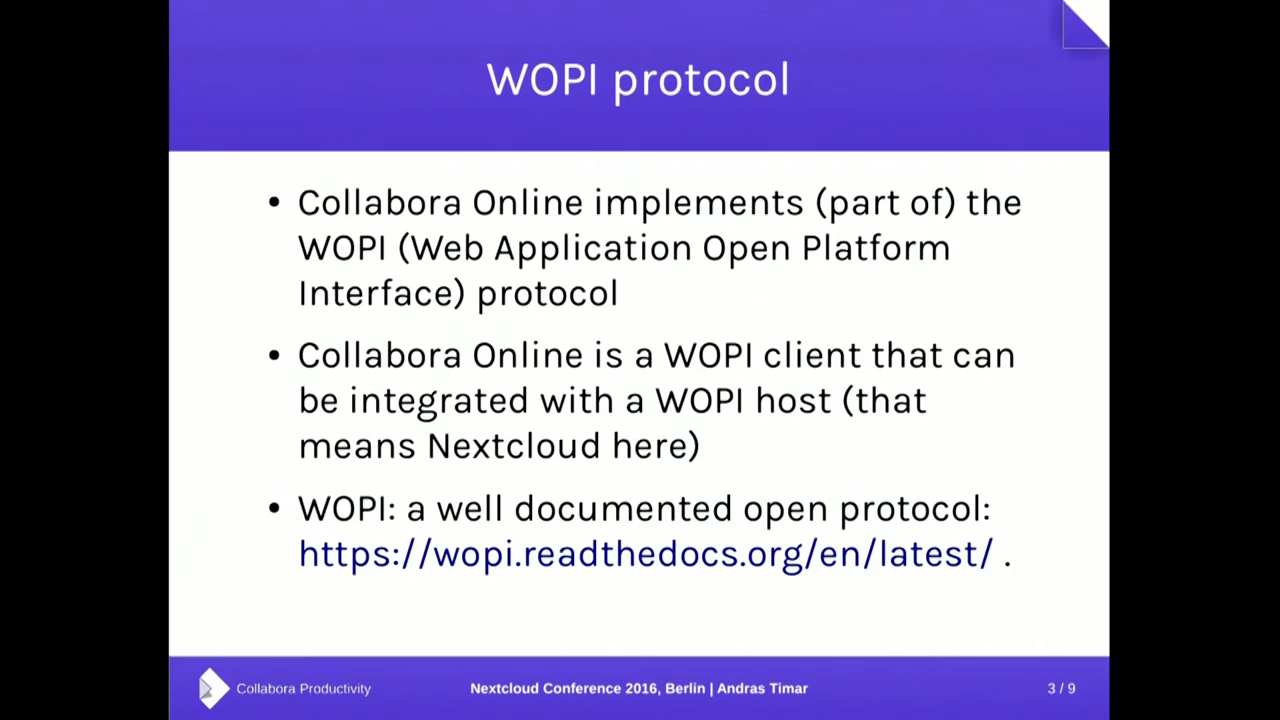 WOPI protocol
• Collabora Online implements (part of) the
WOPI (Web Application Open Platform
Interface) protocol
• Collabora Online is a WOPI client that can
be integrated with a WOPI host (that
means Nextcloud here)
• WOPI: a well documented open protocol:
https://wopi.readthedocs.org/en/latest/ .
Collabora Productivity
Nextcloud Conference 2016, Berlin | Andras Timar
3 / 9